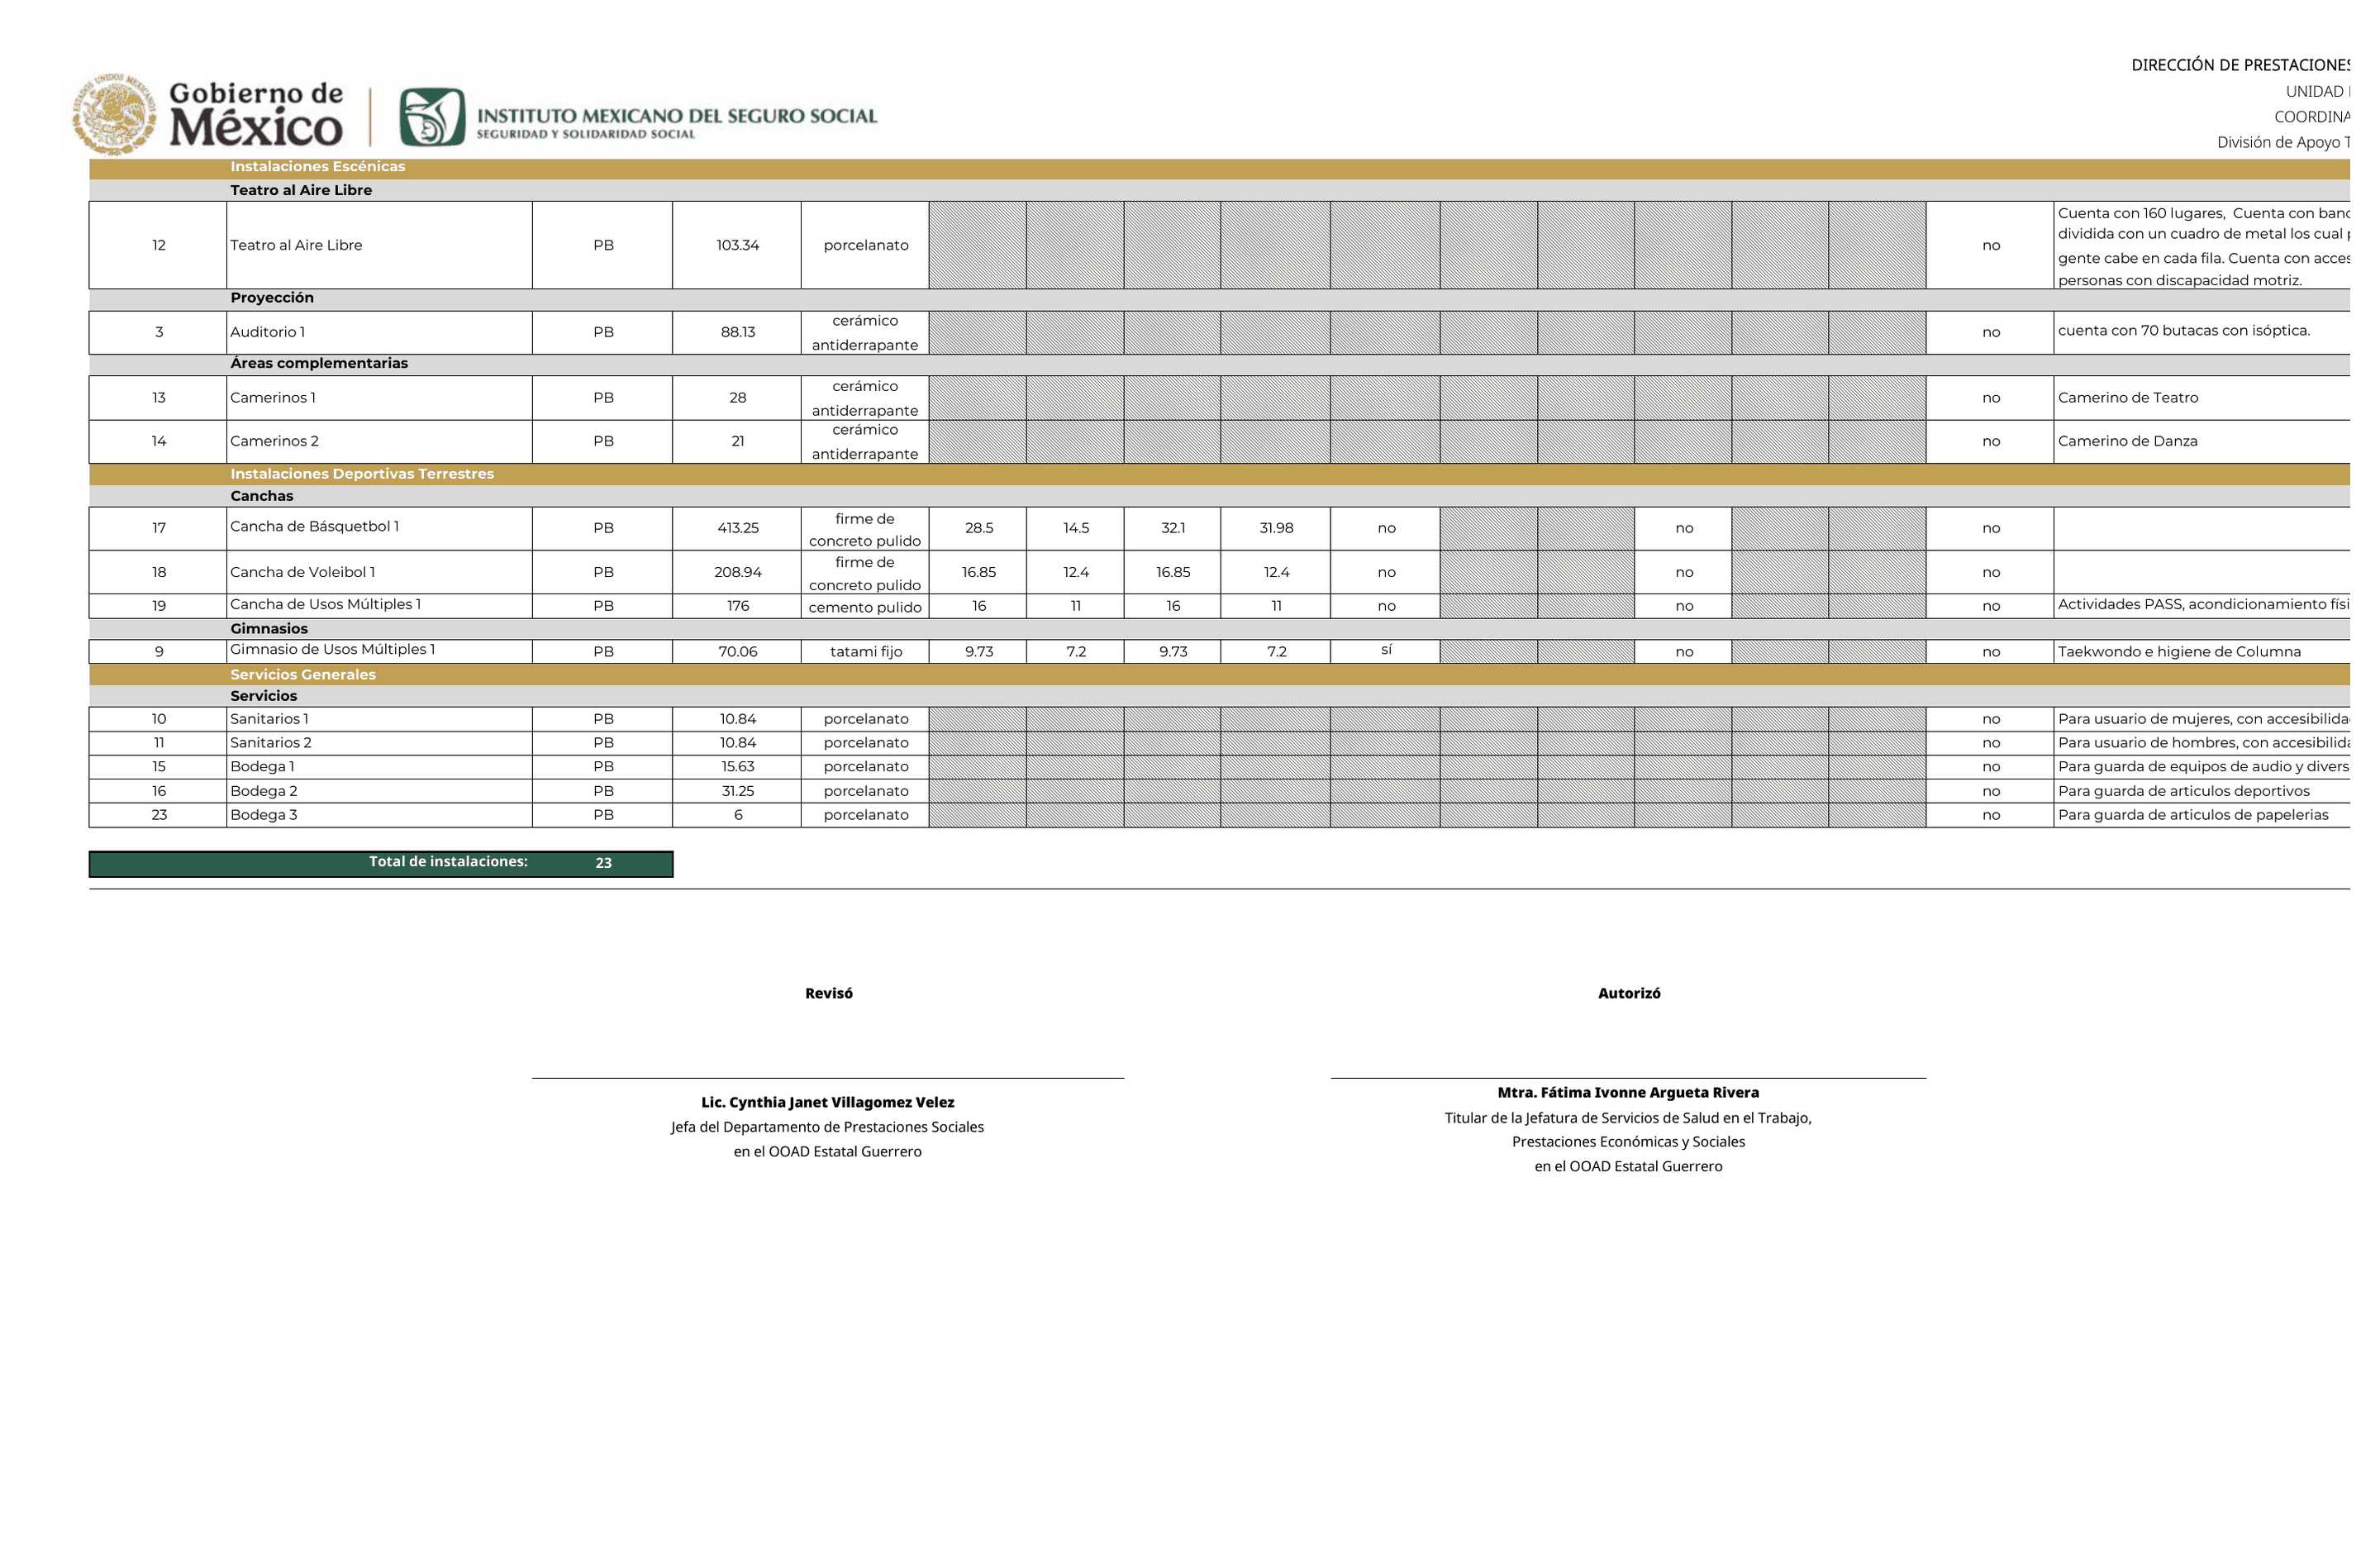 DIRECCIÓN DE PRESTACIONES
UNIDAD
COORDINA
División de Apoyo T
ESTADOS UNIDOS MEXICANOS
Gobierno de
México
INSTITUTO MEXICANO DEL SEGURO SOCIAL
SEGURIDAD Y SOLIDARIDAD SOCIAL
Instalaciones Escénicas
Teatro al Aire Libre
12 Teatro al Aire Libre PB 103.34 porcelanato no
Cuenta con 160 lugares, Cuenta con banc
dividida con un cuadro de metal los cual
gente cabe en cada fila. Cuenta con acces
personas con discapacidad motriz.
Proyección
3 Auditorio 1 PB 88.13 cerámico antiderrapante no cuenta con 70 butacas con isóptica.
Áreas complementarias
13 Camerinos 1 PB 28 cerámico antiderrapante no Camerino de Teatro
14 Camerinos 2 PB 21 cerámico antiderrapante no Camerino de Danza
Instalaciones Deportivas Terrestres
Canchas
17 Cancha de Básquetbol 1 PB 413.25 firme de concreto pulido 28.5 14.5 32.1 31.98 no no no
18 Cancha de Voleibol 1 PB 208.94 firme de concreto pulido 16.85 12.4 16.85 12.4 no no no
19 Cancha de Usos Múltiples 1 PB 176 cemento pulido 16 11 16 11 no no no Actividades PASS, acondicionamiento físi
Gimnasios
9 Gimnasio de Usos Múltiples 1 PB 70.06 tatami fijo 9.73 7.2 9.73 7.2 sí no no Taekwondo e higiene de Columna
Servicios Generales
Servicios
10 Sanitarios 1 PB 10.84 porcelanato no Para usuario de mujeres, con accesibilida
11 Sanitarios 2 PB 10.84 porcelanato no Para usuario de hombres, con accesibilida
15 Bodega 1 PB 15.63 porcelanato no Para guarda de equipos de audio y divers
16 Bodega 2 PB 31.25 porcelanato no Para guarda de articulos deportivos
23 Bodega 3 PB 6 porcelanato no Para guarda de articulos de papelerias
Total de instalaciones: 23
Revisó
Autorizó
Lic. Cynthia Janet Villagomez Velez
Jefa del Departamento de Prestaciones Sociales
en el OOAD Estatal Guerrero
Mtra. Fátima Ivonne Argueta Rivera
Titular de la Jefatura de Servicios de Salud en el Trabajo,
Prestaciones Económicas y Sociales
en el OOAD Estatal Guerrero